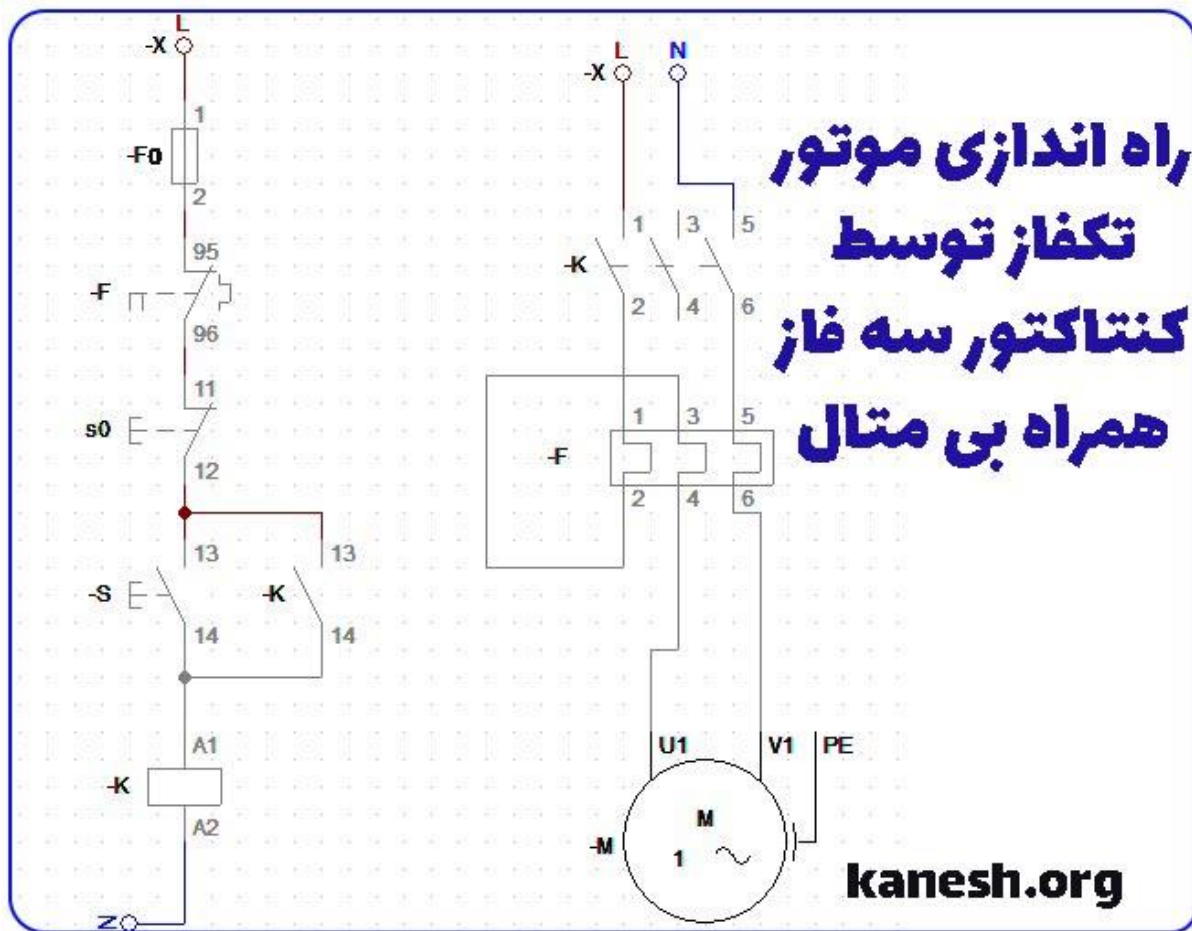 L
-X
1
-F0
2
95
-F
96
11
s0
12
13
13
-S
-K
14
14
A1
-K
A2
N
L N
-X
1 3 5
-K
2 4 6
1 3 5
-F
2 4 6
U1 V1 PE
M
-M
1
راه اندازی موتور
تکفاز توسط
کنتاکتور سه فاز
همراه بی متال
kanesh.org